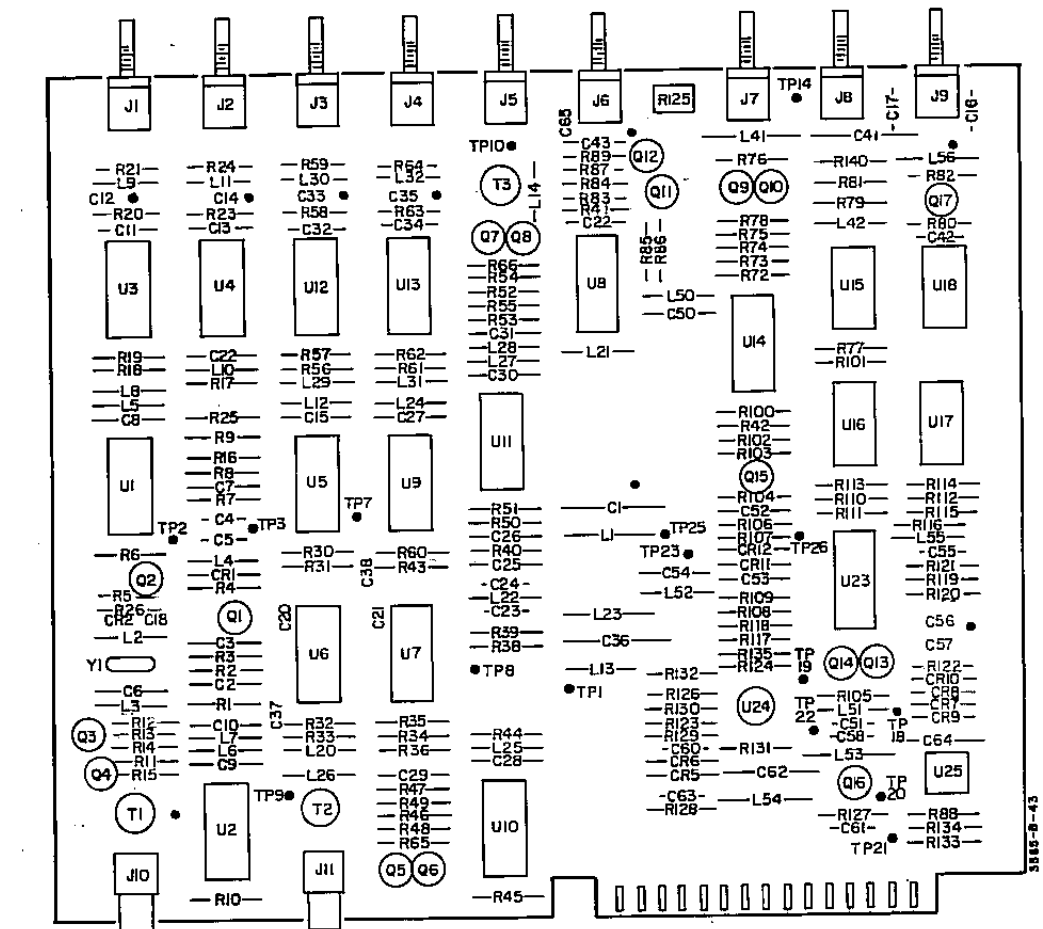 J1 J2 J3 J4 J5 J6 R125 J7 TP14 J8 C17 J9 C16
C65
TP10 C43 Q12 L41 C41
R21 R24 R59 R64 R89 R76 R140 L56
L9 L11 L30 L32 T3 L14 R87 Q11 Q9 Q10 R81 R82
C12 C14 C33 C35 R84 R83 R79 Q17
R20 R23 R58 R63 R41 R78 L42 R80
C11 C13 C32 C34 Q7 Q8 C22 R85 R86 R75 C42
U3 U4 U12 U13 R66 U8 R74 U15 U18
R54 R73
R52 R72
R55 L50
R53 C50
C31 U14
R19 C22 R57 R62 L28 L21 R77
R18 L10 R56 R61 L27 R101
R17 L29 L31 C30
L8 L12 L24
L5 C15 C27
C8 R25 U11 R100 U16 U17
R9 R42
R16 R102
R8 R103
U1 C7 U5 U9 Q15 R113 R114
R7 R104 R110 R112
C4 TP3 TP7 R51 C1 C52 R111 R115
TP2 C5 R50 R106 R116
C26 L1 TP25 R107 TP26 L55
R6 R30 R60 R40 TP23 CR12 C55
L4 R31 C38 R43 C25 C54 CR11 U23 R121
Q2 CR1 C24 L52 C53 R119
R4 L22 R109 R120
R5 C23 R108
R26 Q1 C20 C21 L23 R118 C56
CR2 C18 R117
L2 C3 U6 U7 R39 C36 R135 TP19 Q14 Q13 C57
R3 R38 R124
Y1 R2 TP8 L13 R132 R122
C2 TP1 CR10
C6 R126 U24 R105 CR8
L3 R1 C37 R130 TP22 L51 CR7
R12 C10 R32 R35 R123 C51 TP18 CR9
Q3 R13 L7 R33 R34 R44 R129 C58
R14 L6 L20 R36 L25 C60 R131 L53 C64
R11 C9 C28 CR6
Q4 R15 L26 C29 CR5 C62 Q16 TP20 U25
R47
TP9 R49 C63 L54
T1 U2 T2 R46 U10 R128 R127 R88
R48 C61 R134
R65 TP21 R133
J10 J11 Q5 Q6
R10 R45
3585-B-43